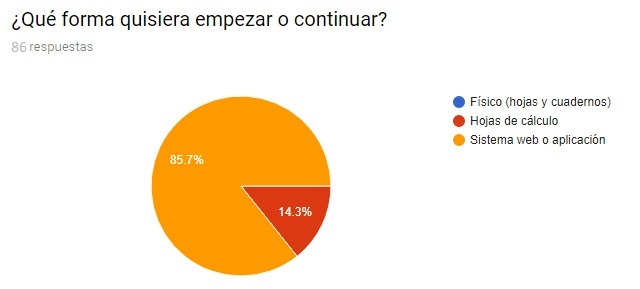 ¿Qué forma quisiera empezar o continuar?
86 respuestas
Físico (hojas y cuadernos)
Hojas de cálculo
Sistema web o aplicación
85.7%
14.3%